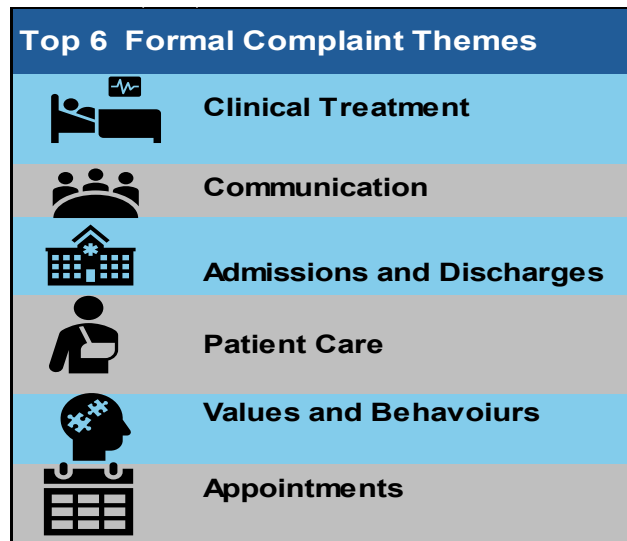 Top 6 Formal Complaint Themes
Clinical Treatment
Communication
Admissions and Discharges
Patient Care
Values and Behavoiurs
Appointments